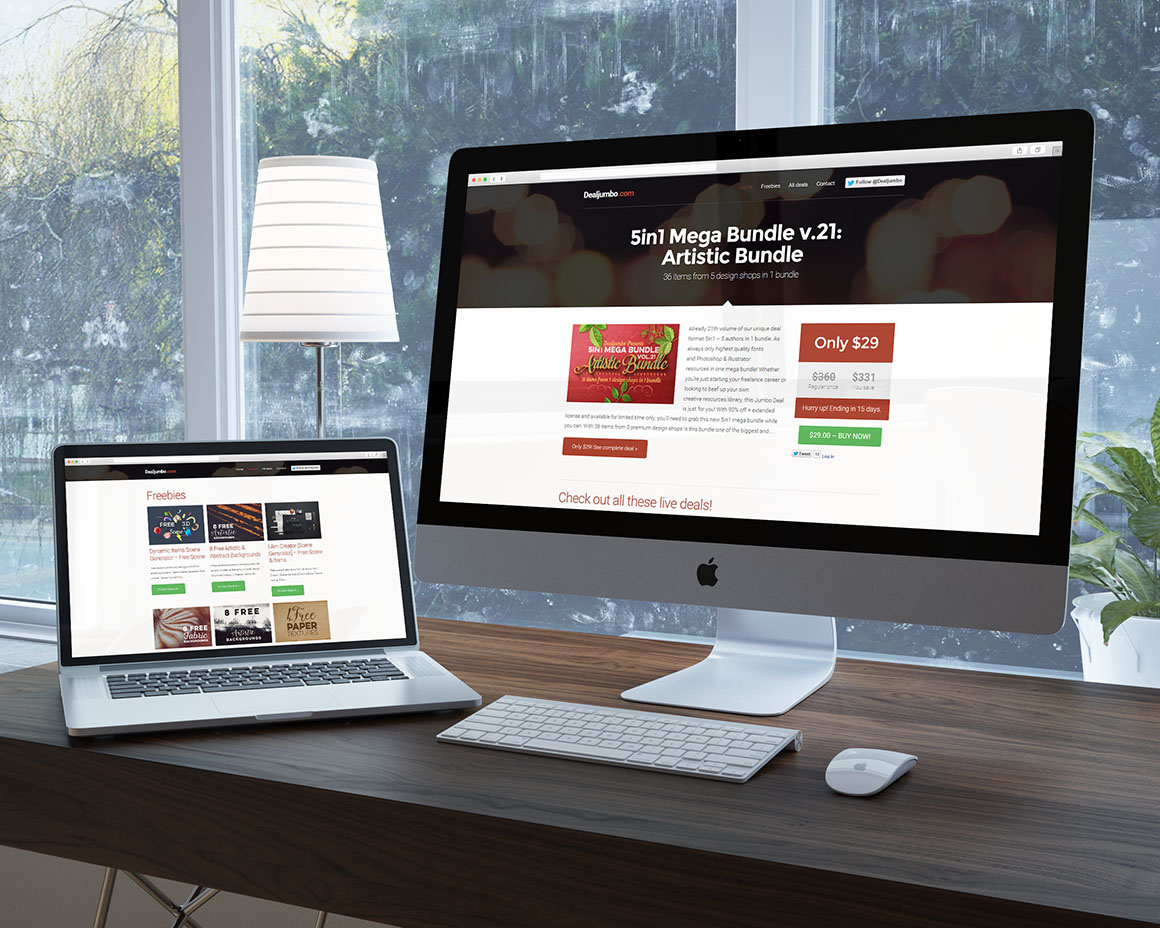 Dealjumbo.com
Home
Freebies
All deals
Contact
Follow @Dealjumbo
5in1 Mega Bundle v.21:
Artistic Bundle
36 items from 5 design shops in 1 bundle
Dealjumbo Presents
5IN1 MEGA BUNDLE
VOL.21
Artistic Bundle
36 items from 5 design shops in 1 bundle
Already 21th volume of our unique deal
format 5in1 – 5 authors in 1 bundle. As
always only highest quality fonts
and Photoshop & Illustrator
resources in one mega bundle! Whether
you're just starting your freelance career or
looking to beef up your own
creative resources library, this Jumbo Deal
is just for you! With 92% off + extended
license and available for limited time only, you'll need to grab this new 5in1 mega bundle while
you can. With 36 items from 5 premium design shops is this bundle one of the biggest and ...
Only $29! See complete deal »
Only $29
$360 $331
Regular price You save
Hurry up! Ending in 15 days.
$29.00 – BUY NOW!
Tweet
Log in
Check out all these live deals!
Dealjumbo.com
Freebies
FREE 3D
Scene
8 FREE
Artistic
BACKGROUNDS
Dynamic Items Scene
Generator – Free Scene
8 Free Artistic &
Abstract Backgrounds
I Am Creator (Scene
Generator) – Free Scene
& Items
8 FREE
Fabric
BACKGROUNDS
8 FREE
Artistic
BACKGROUNDS
4 Free
PAPER
TEXTURES